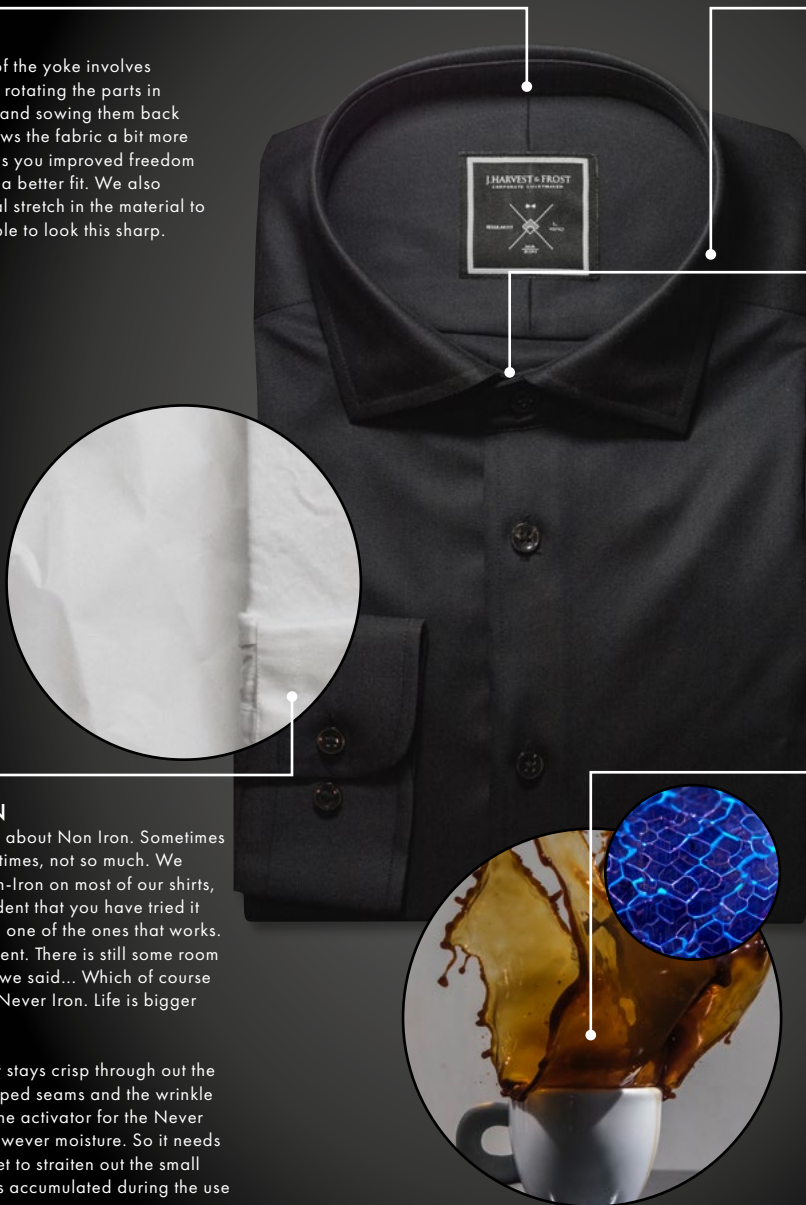 of the yoke involves
rotating the parts in
and sowing them back
ws the fabric a bit more
s you improved freedom
a better fit. We also
al stretch in the material to
ble to look this sharp.
J.HARVEST & FROST
CORPORATE SHIRTMAKER
REGULAR FIT
L
N
about Non Iron. Sometimes
times, not so much. We
n-Iron on most of our shirts,
dent that you have tried it
one of the ones that works.
ent. There is still some room
we said... Which of course
Never Iron. Life is bigger
stays crisp through out the
ped seams and the wrinkle
he activator for the Never
wever moisture. So it needs
et to straiten out the small
s accumulated during the use